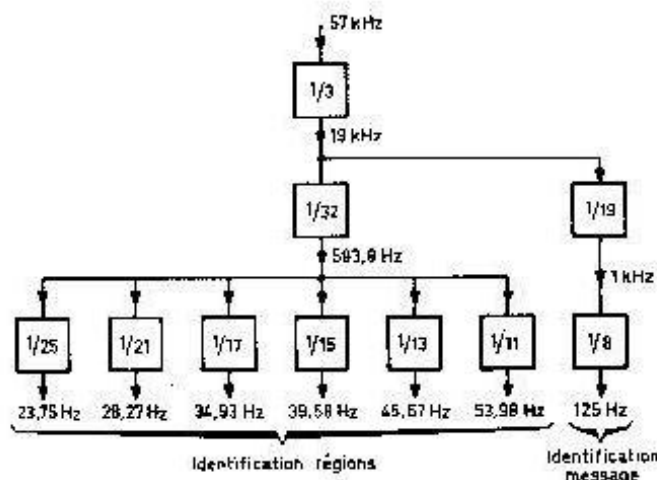 57 kHz
1/3
19 kHz
1/32
1/19
593,8 Hz
1 kHz
1/25 1/21 1/17 1/15 1/13 1/11 1/8
23,75 Hz 28,27 Hz 34,93 Hz 39,58 Hz 45,67 Hz 53,98 Hz 125 Hz
Identification régions
Identification
message